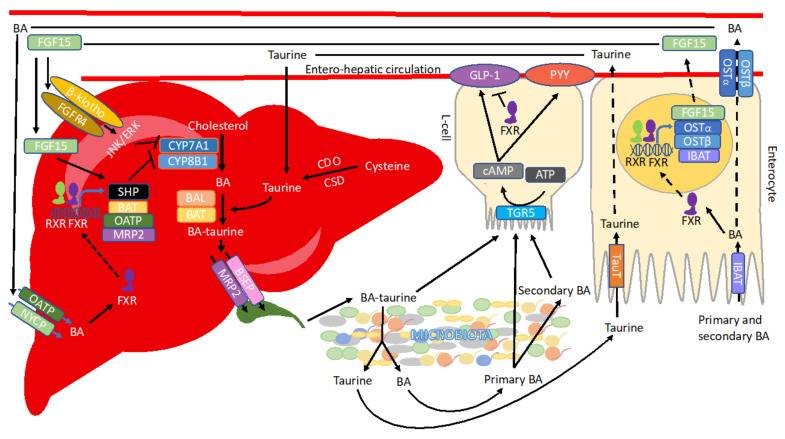 BA
BA
FGF15
FGF15
Taurine
Taurine
Entero-hepatic circulation
GLP-1
PYY
OSTα
OSTβ
β-klotho
FGFR4
JNK/ERK
FGF15
Cholesterol
CYP7A1
CYP8B1
FXR
L-cell
FGF15
OSTα
OSTβ
IBAT
RXR FXR
Enterocyte
CDO
CSD
Cysteine
cAMP
ATP
BA
Taurine
SHP
BAT
OATP
MRP2
RXR FXR
BAL
BAT
BA-taurine
TGR5
FXR
Taurine
BA
TauT
IBAT
MRP2
BSEP
FXR
OATP
NYCP
BA
BA-taurine
Secondary BA
MICROBIOTA
Taurine
Primary and
secondary BA
Taurine
BA
Primary BA